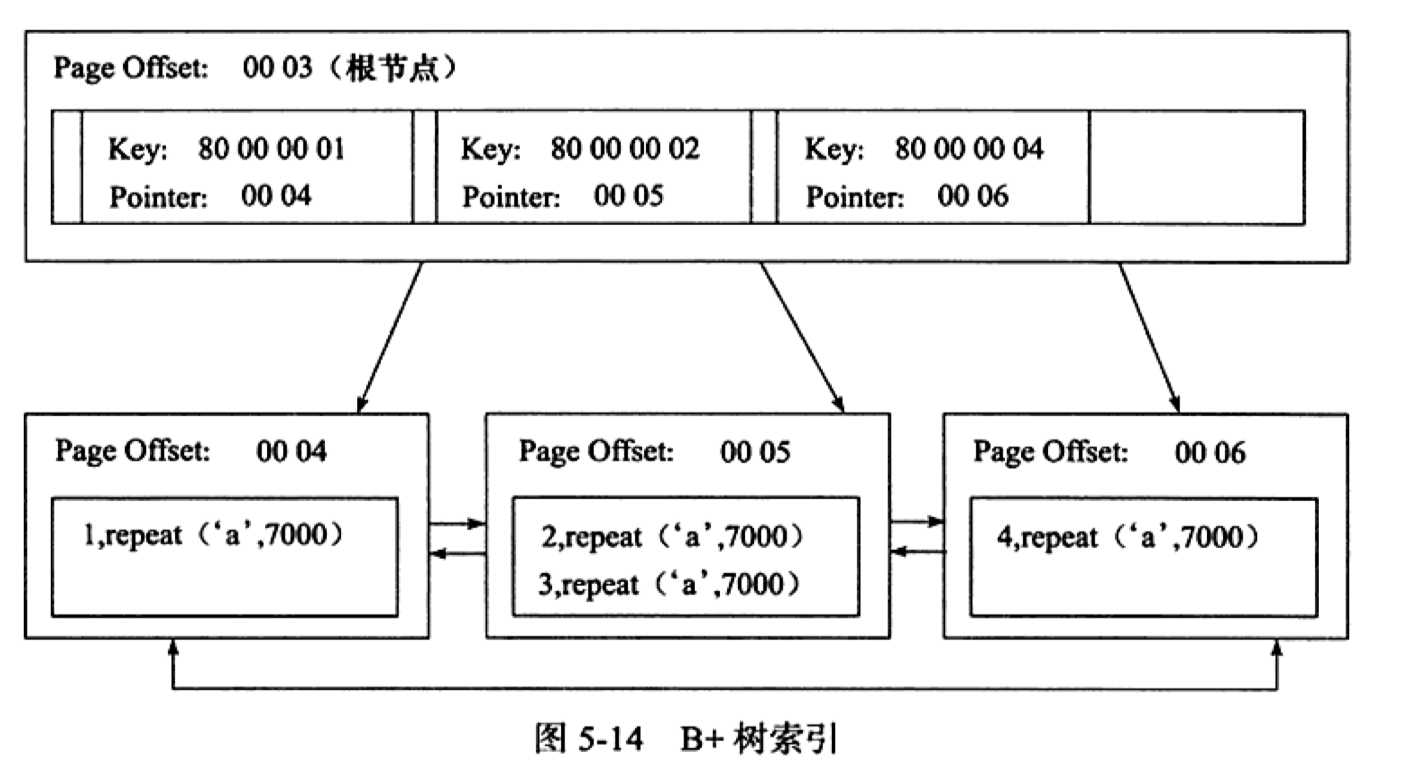 Page Offset: 00 03（根节点）
Key: 80 00 00 01
Pointer: 00 04
Key: 80 00 00 02
Pointer: 00 05
Key: 80 00 00 04
Pointer: 00 06
Page Offset: 00 04
1,repeat（‘a’,7000）
Page Offset: 00 05
2,repeat（‘a’,7000）
3,repeat（‘a’,7000）
Page Offset: 00 06
4,repeat（‘a’,7000）
图 5-14 B+ 树索引